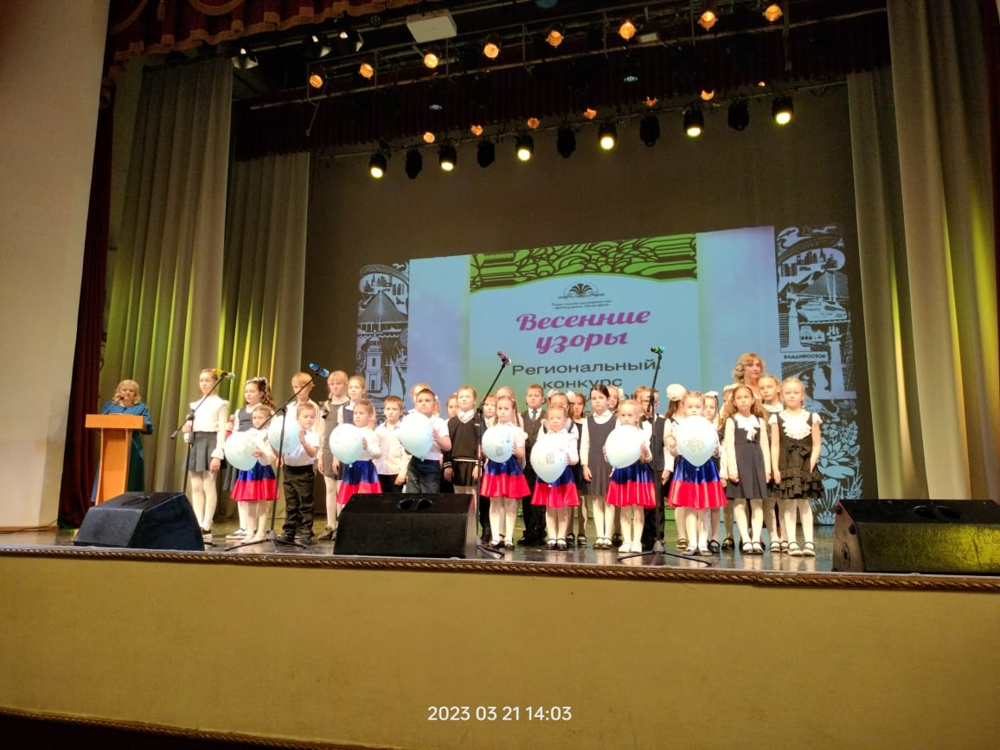 Весенние
узоры
Региональный
конкурс
ВЛАДИВОСТОК
2023 03 21 14:03